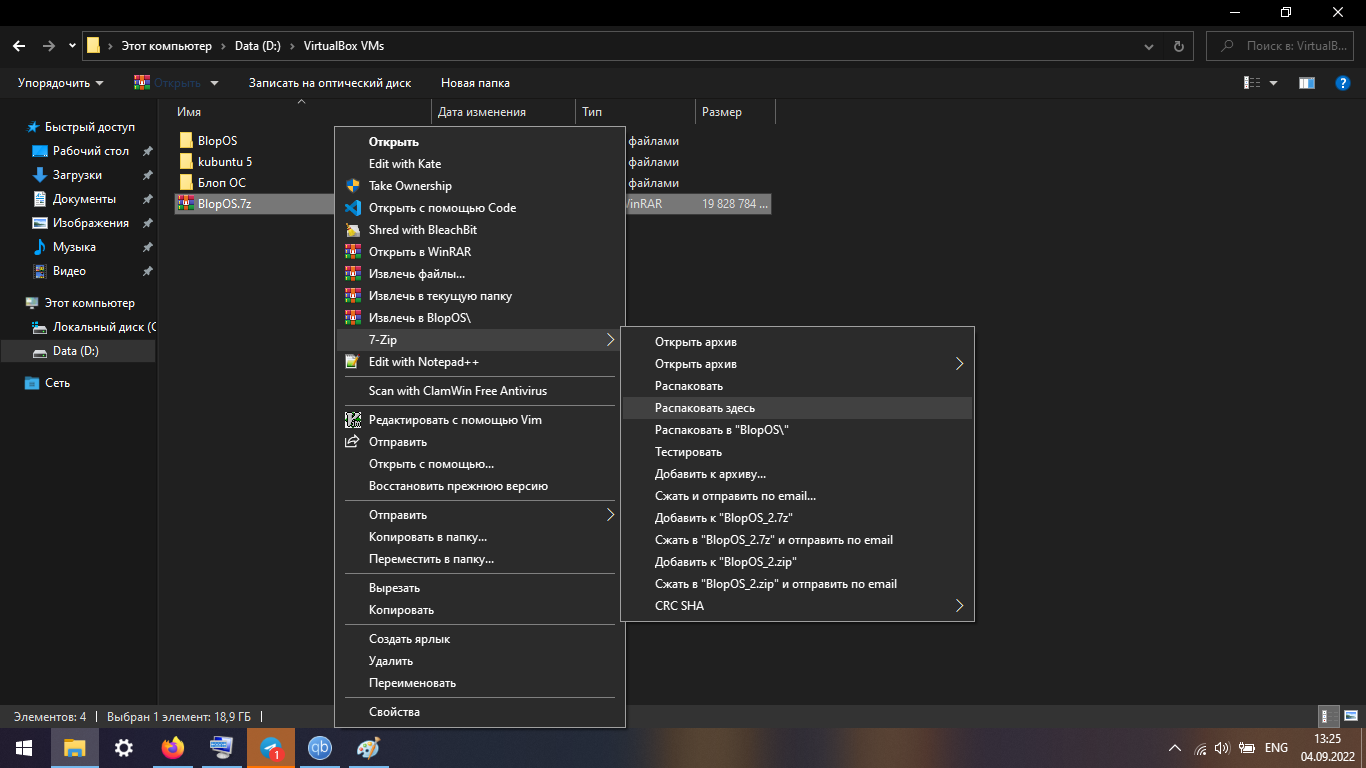 Этот компьютер
Data (D:)
VirtualBox VMs
Поиск в: VirtualB...
Упорядочить
Открыть
Записать на оптический диск
Новая папка
Имя
Дата изменения
Тип
Размер
Быстрый доступ
Рабочий стол
Загрузки
Документы
Изображения
Музыка
Видео
Этот компьютер
Локальный диск (C
Data (D:)
Сеть
BlopOS
файлами
kubuntu 5
файлами
Блоп ОС
файлами
BlopOS.7z
inRAR
19 828 784 ...
Открыть
Edit with Kate
Take Ownership
Открыть с помощью Code
Shred with BleachBit
Открыть в WinRAR
Извлечь файлы...
Извлечь в текущую папку
Извлечь в BlopOS\
7-Zip
Edit with Notepad++
Scan with ClamWin Free Antivirus
Редактировать с помощью Vim
Отправить
Открыть с помощью...
Восстановить прежнюю версию
Отправить
Копировать в папку...
Переместить в папку...
Вырезать
Копировать
Создать ярлык
Удалить
Переименовать
Свойства
Открыть архив
Открыть архив
Распаковать
Распаковать здесь
Распаковать в "BlopOS\"
Тестировать
Добавить к архиву...
Сжать и отправить по email...
Добавить к "BlopOS_2.7z"
Сжать в "BlopOS_2.7z" и отправить по email
Добавить к "BlopOS_2.zip"
Сжать в "BlopOS_2.zip" и отправить по email
CRC SHA
Элементов: 4
Выбран 1 элемент: 18,9 ГБ
1
qb
ENG
13:25
04.09.2022